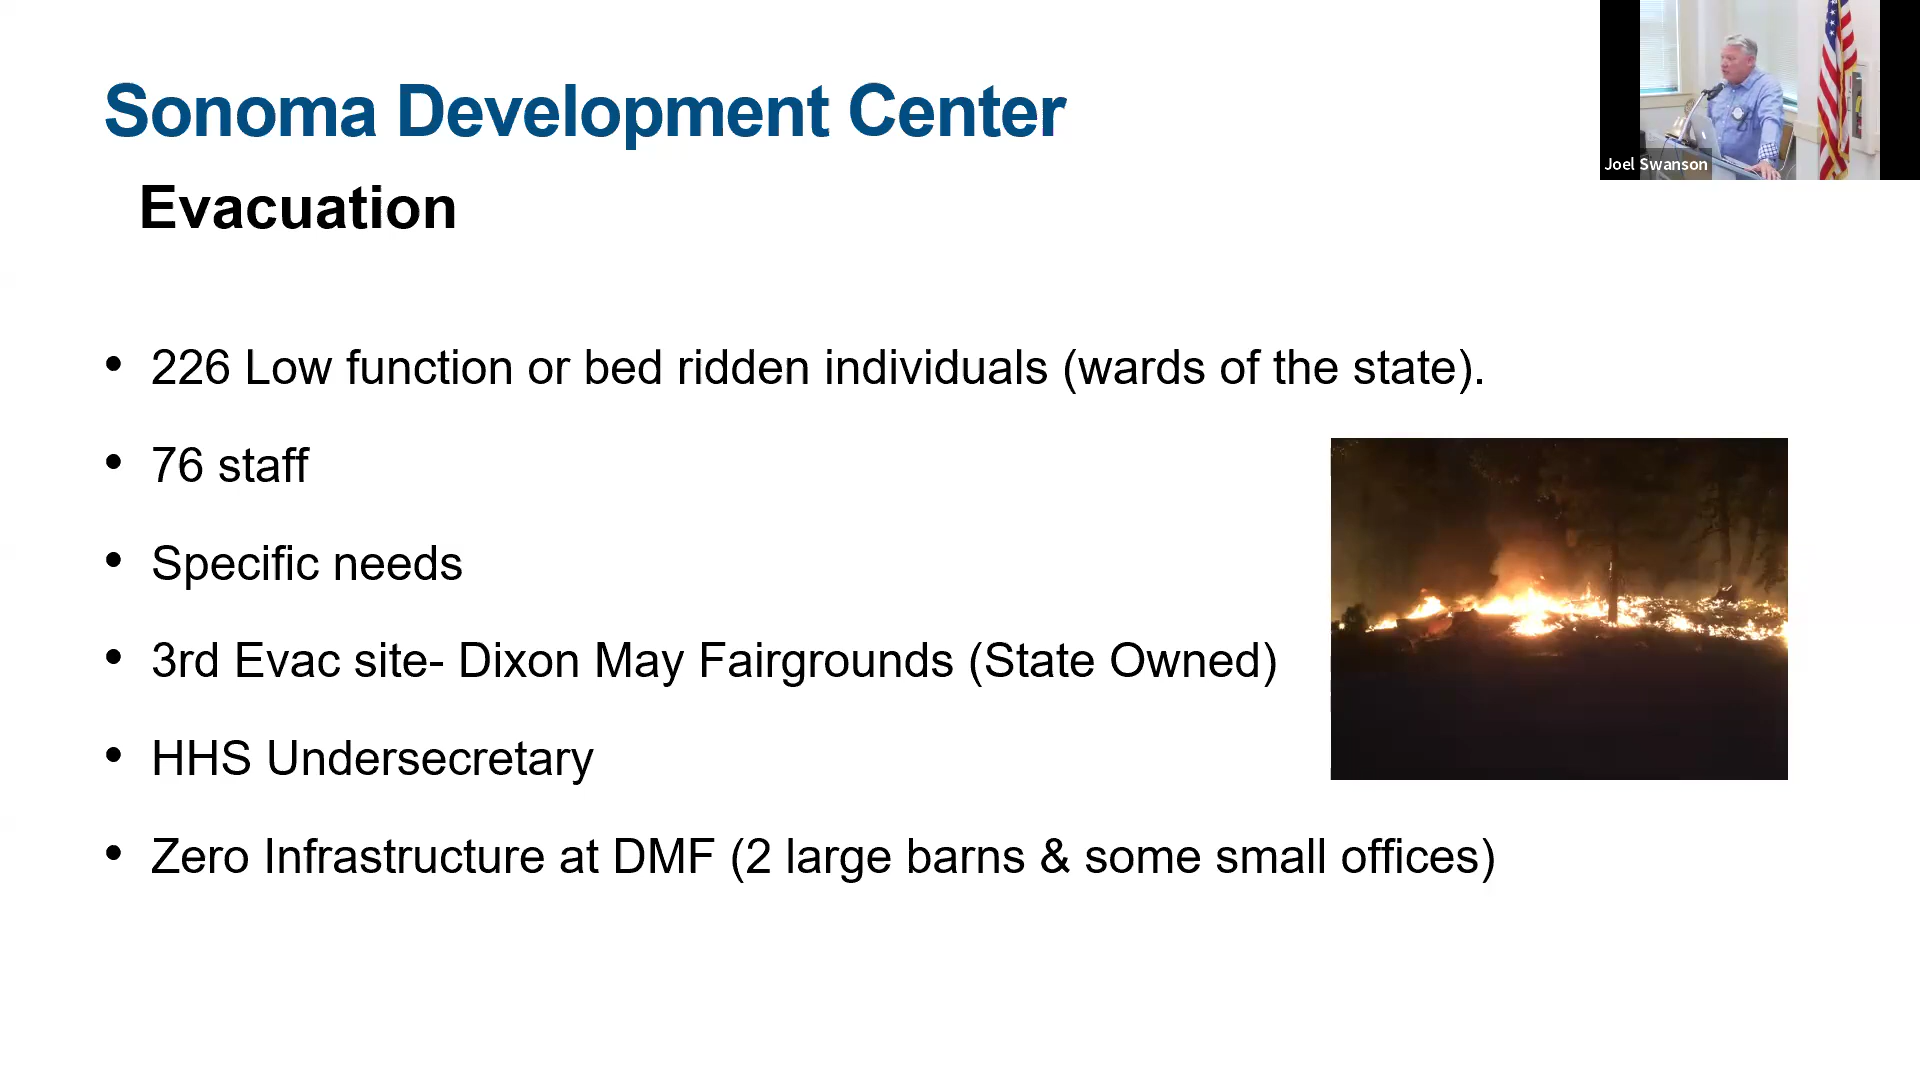 Sonoma Development Center
Evacuation
Joel Swanson
• 226 Low function or bed ridden individuals (wards of the state).
• 76 staff
• Specific needs
• 3rd Evac site- Dixon May Fairgrounds (State Owned)
• HHS Undersecretary
• Zero Infrastructure at DMF (2 large barns & some small offices)